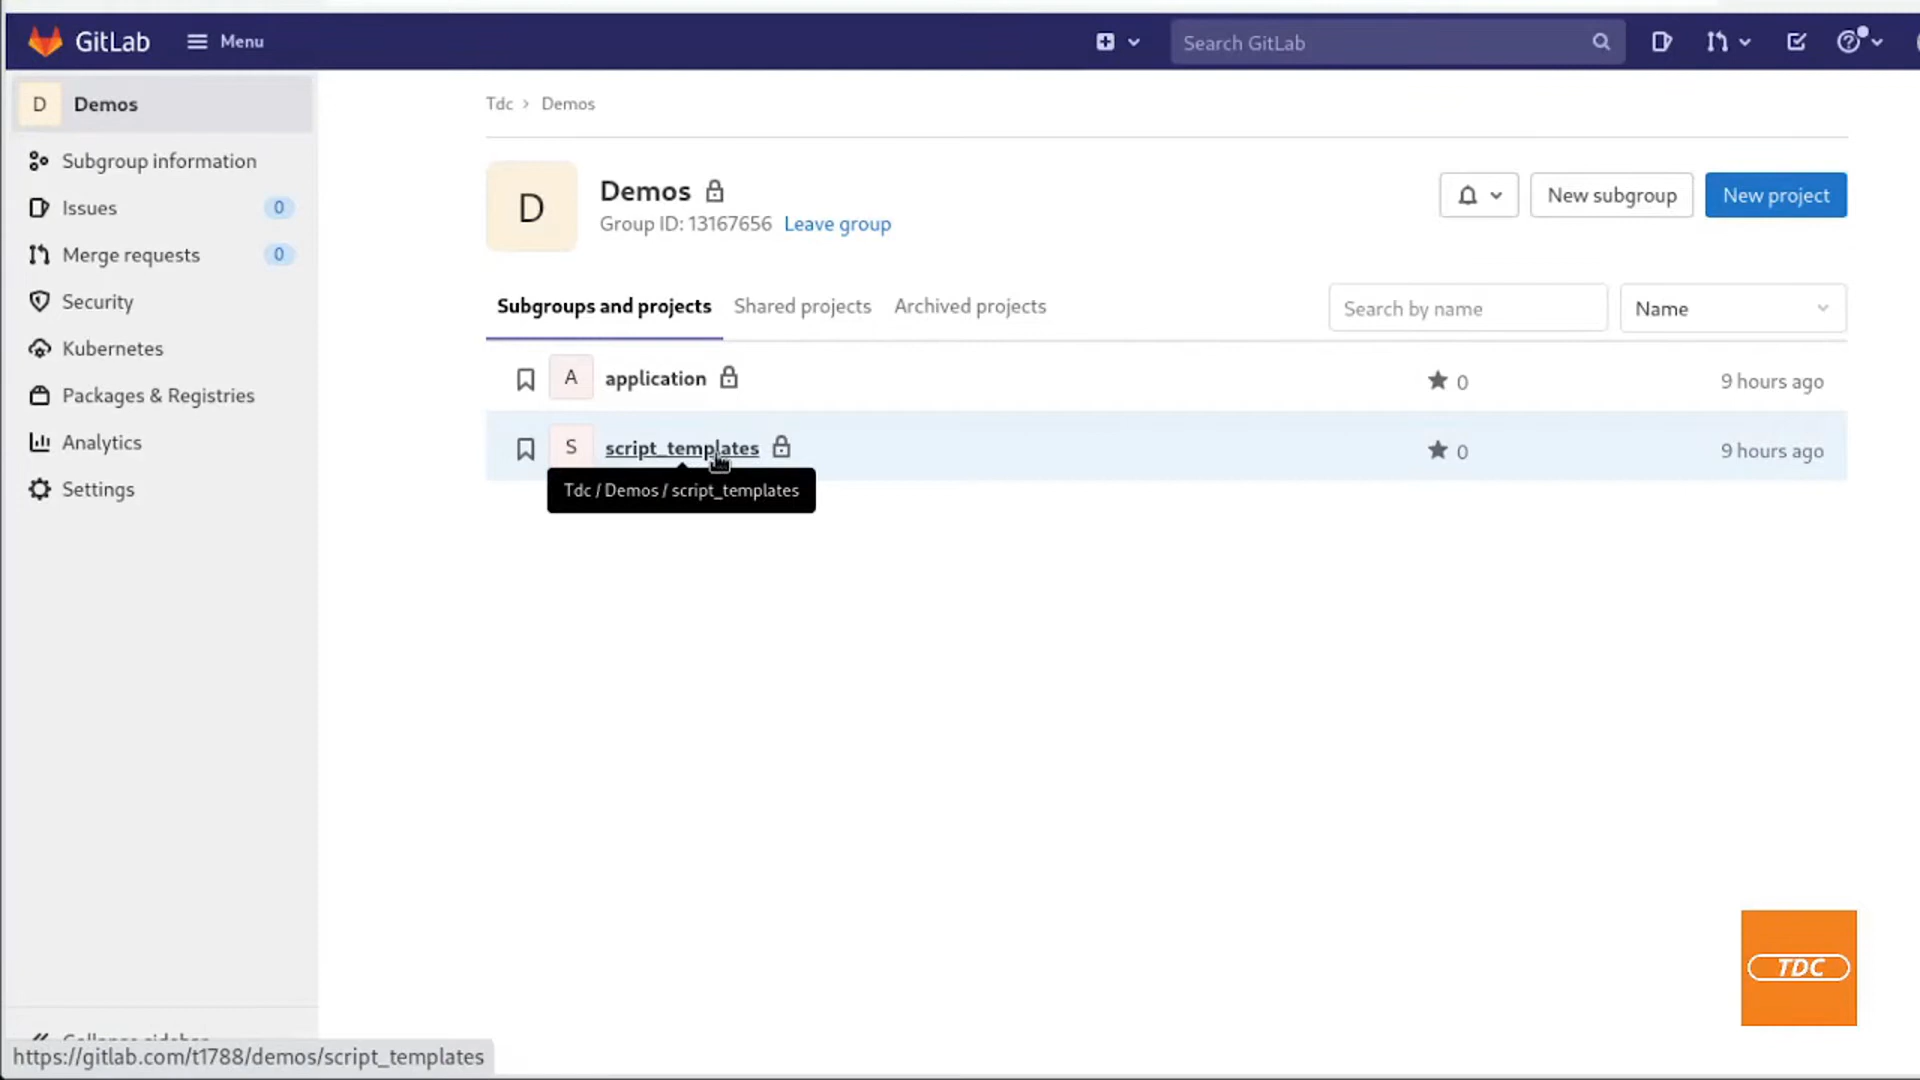 GitLab
Menu
Search GitLab
D Demos
Subgroup information
Issues 0
Merge requests 0
Security
Kubernetes
Packages & Registries
Analytics
Settings
Collapse sidebar
https://gitlab.com/t1788/demos/script_templates
Tdc > Demos
D
Demos
Group ID: 13167656 Leave group
New subgroup
New project
Subgroups and projects Shared projects Archived projects
Search by name
Name
A application 0 9 hours ago
S script_templates 0 9 hours ago
Tdc / Demos / script_templates
TDC